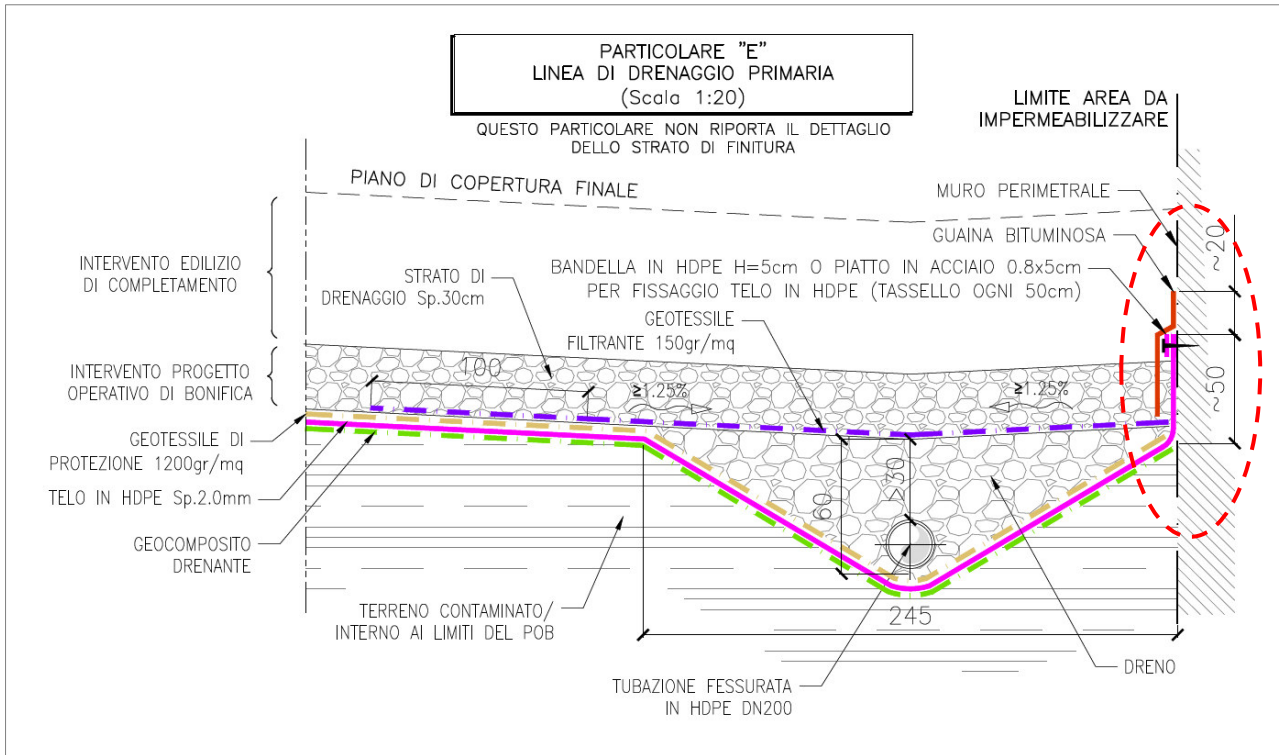 PARTICOLARE "E"
LINEA DI DRENAGGIO PRIMARIA
(Scala 1:20)
QUESTO PARTICOLARE NON RIPORTA IL DETTAGLIO
DELLO STRATO DI FINITURA
LIMITE AREA DA
IMPERMEABILIZZARE
PIANO DI COPERTURA FINALE
MURO PERIMETRALE
GUAINA BITUMINOSA
~20
INTERVENTO EDILIZIO
DI COMPLETAMENTO
STRATO DI
DRENAGGIO Sp.30cm
BANDELLA IN HDPE H=5cm O PIATTO IN ACCIAIO 0.8x5cm
PER FISSAGGIO TELO IN HDPE (TASSELLO OGNI 50cm)
GEOTESSILE
FILTRANTE 150gr/mq
INTERVENTO PROGETTO
OPERATIVO DI BONIFICA
100
≥1.25%
≥1.25%
~50
GEOTESSILE DI
PROTEZIONE 1200gr/mq
TELO IN HDPE Sp.2.0mm
GEOCOMPOSITO
DRENANTE
60
>30
TERRENO CONTAMINATO/
INTERNO AI LIMITI DEL POB
245
DRENO
TUBAZIONE FESSURATA
IN HDPE DN200